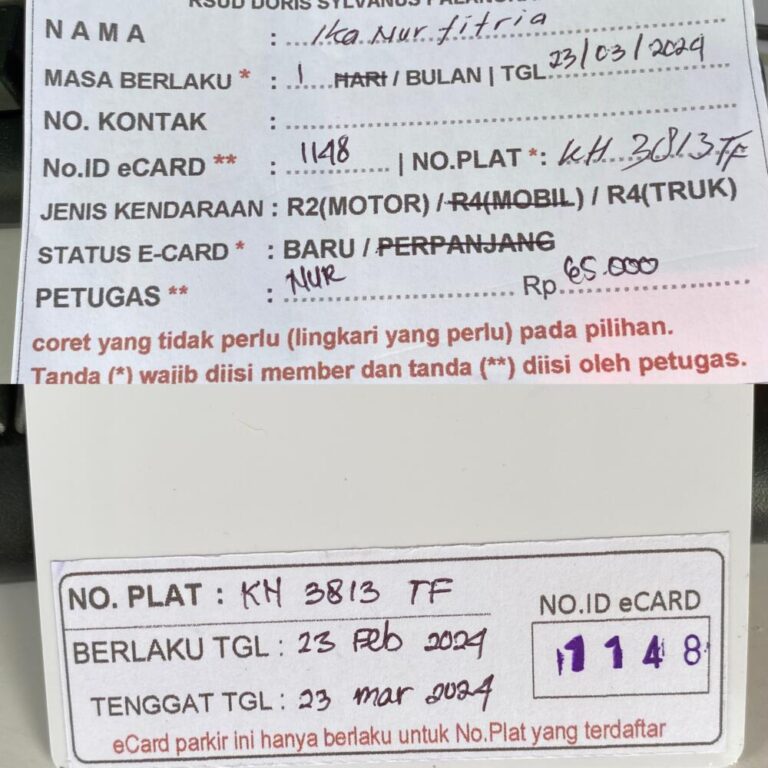 RSUD DORIS SYLVANUS PALANGKA
NAMA : Ika Nur fitria
MASA BERLAKU * : 1 HARI / BULAN | TGL 23/03/2024
NO. KONTAK :
No.ID eCARD ** : 1148 | NO.PLAT *: KH 3813 TF
JENIS KENDARAAN : R2(MOTOR) / R4(MOBIL) / R4(TRUK)
STATUS E-CARD * : BARU / PERPANJANG
PETUGAS ** : NUR Rp 65.000
coret yang tidak perlu (lingkari yang perlu) pada pilihan.
Tanda (*) wajib diisi member dan tanda (**) diisi oleh petugas.
NO. PLAT : KH 3813 TF
BERLAKU TGL : 23 Feb 2024
TENGGAT TGL : 23 mar 2024
NO.ID eCARD
1148
eCard parkir ini hanya berlaku untuk No.Plat yang terdaftar